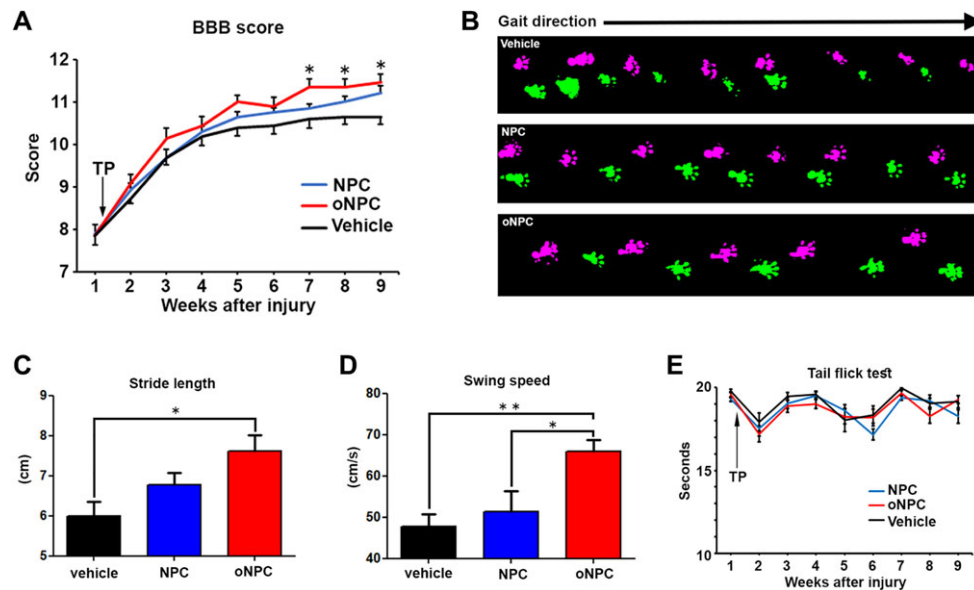 A
BBB score
Score
12
11
10
9
8
7
TP
* * *
NPC
oNPC
Vehicle
1 2 3 4 5 6 7 8 9
Weeks after injury
B
Gait direction
Vehicle
NPC
oNPC
C
Stride length
(cm)
9
8
7
6
5
*
vehicle NPC oNPC
D
Swing speed
(cm/s)
80
70
60
50
40
* *
*
vehicle NPC oNPC
E
Tail flick test
Seconds
20
18
10
TP
NPC
oNPC
Vehicle
1 2 3 4 5 6 7 8 9
Weeks after injury